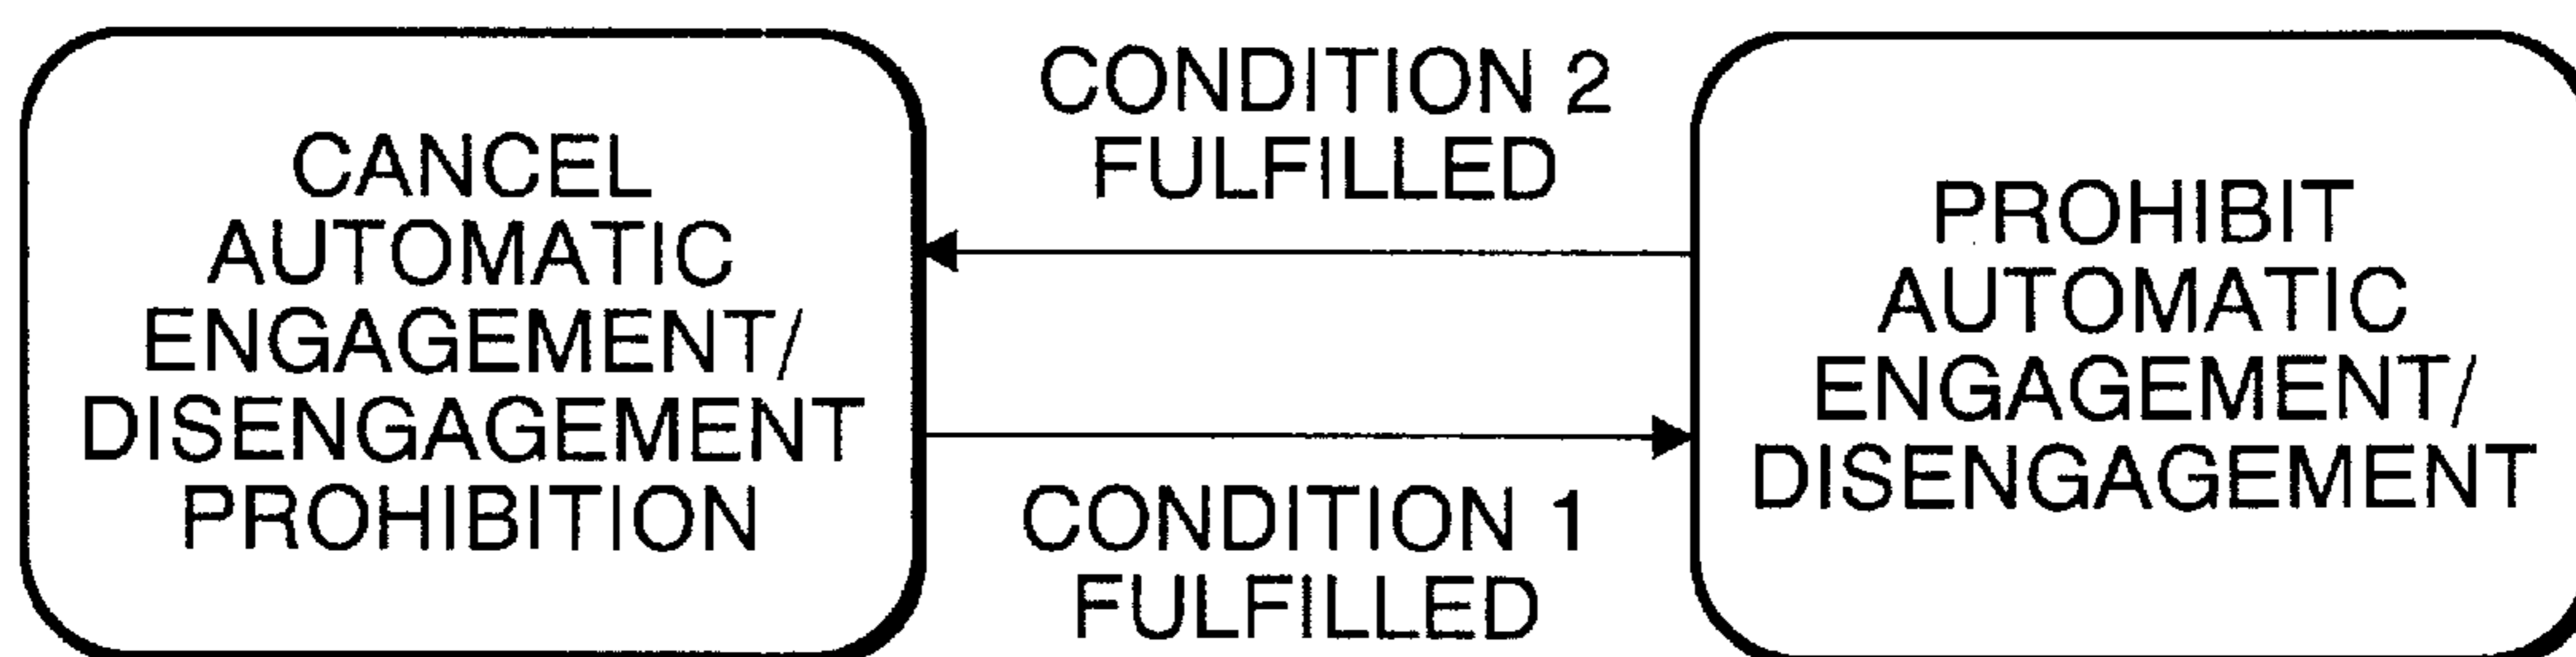 CANCEL
AUTOMATIC
ENGAGEMENT/
DISENGAGEMENT
PROHIBITION
CONDITION 2
FULFILLED
CONDITION 1
FULFILLED
PROHIBIT
AUTOMATIC
ENGAGEMENT/
DISENGAGEMENT